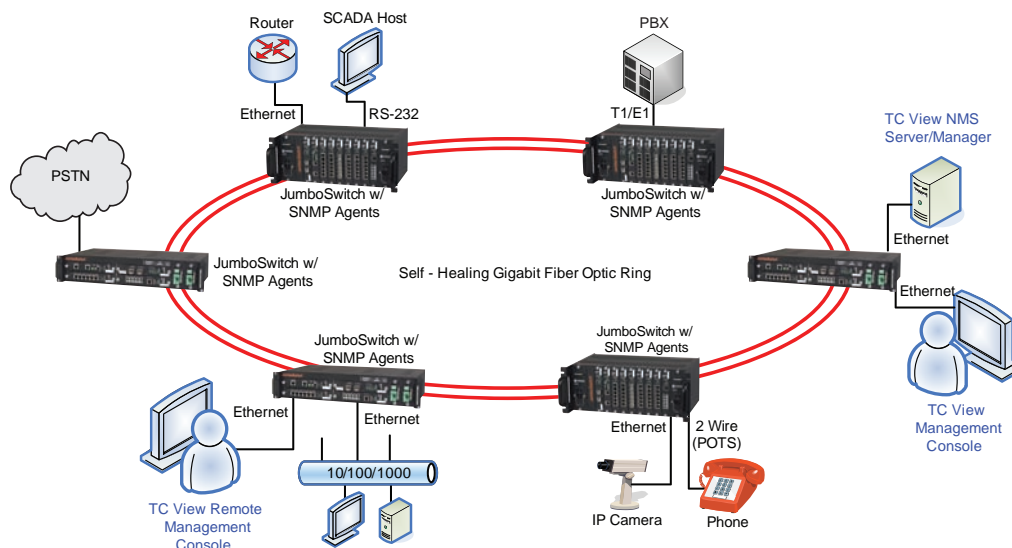 SCADA Host
Router
PBX
Ethernet
RS-232
T1/E1
TC View NMS
Server/Manager
PSTN
JumboSwitch w/
SNMP Agents
JumboSwitch w/
SNMP Agents
Ethernet
JumboSwitch w/
SNMP Agents
Self - Healing Gigabit Fiber Optic Ring
Ethernet
JumboSwitch w/
SNMP Agents
JumboSwitch w/
SNMP Agents
Ethernet
Ethernet
Ethernet
2 Wire
(POTS)
TC View
Management
Console
10/100/1000
TC View Remote
Management
Console
IP Camera
Phone